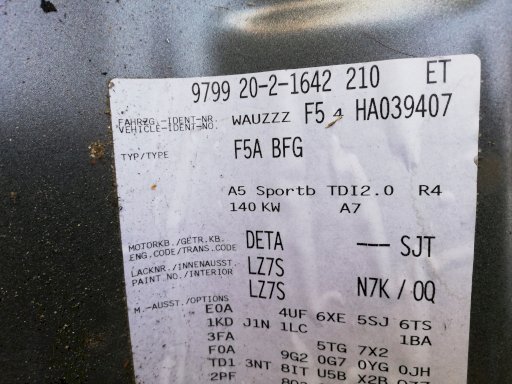 9799 20-2-1642 210 ET
FAHRZG.-IDENT-NR.
VEHICLE-IDENT-NO. WAUZZZ F5 4 HA039407
TYP/TYPE F5A BFG
A5 Sportb TDI2.0 R4
140 KW A7
MOTORKB./GETR.KB.
ENG.CODE/TRANS.CODE DETA --- SJT
LACKNR./INNENAUSST. LZ7S
PAINT.NO./INTERIOR LZ7S N7K / 0Q
M.-AUSST./OPTIONS
E0A 4UF 6XE 5SJ 6TS
1KD J1N 1LC 1BA
3FA 5TG 7X2
F0A 9G2 0G7 0YG 0JH
TD1 3NT 8IT U5B X2B
2PF